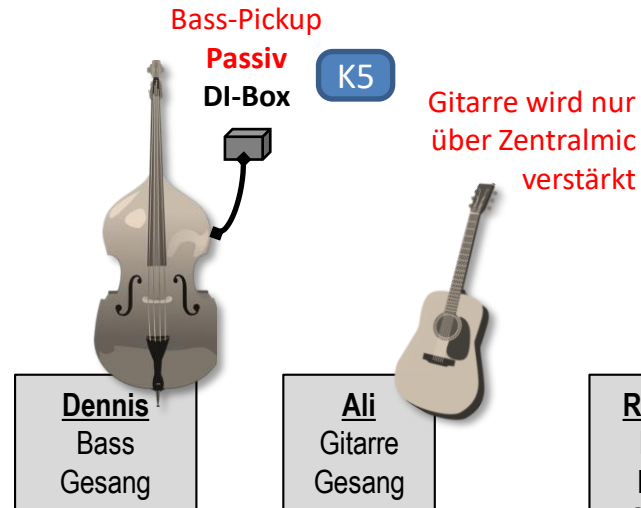 Bass-Pickup
Passiv
DI-Box
K5
Gitarre wird nur
über Zentralmic
verstärkt
Dennis
Bass
Gesang
Ali
Gitarre
Gesang